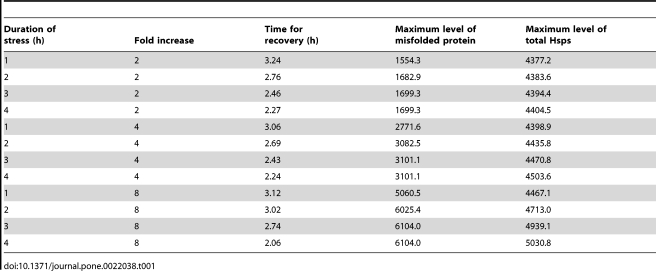 Duration of stress (h) Fold increase Time for recovery (h) Maximum level of misfolded protein Maximum level of total Hsps
1 2 3.24 1554.3 4377.2
2 2 2.76 1682.9 4383.6
3 2 2.46 1699.3 4394.4
4 2 2.27 1699.3 4404.5
1 4 3.06 2771.6 4398.9
2 4 2.69 3082.5 4435.8
3 4 2.43 3101.1 4470.8
4 4 2.24 3101.1 4503.6
1 8 3.12 5060.5 4467.1
2 8 3.02 6025.4 4713.0
3 8 2.74 6104.0 4939.1
4 8 2.06 6104.0 5030.8
doi:10.1371/journal.pone.0022038.t001